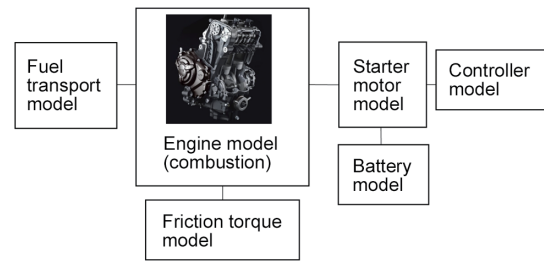 Fuel
transport
model
Engine model
(combustion)
Friction torque
model
Starter
motor
model
Battery
model
Controller
model